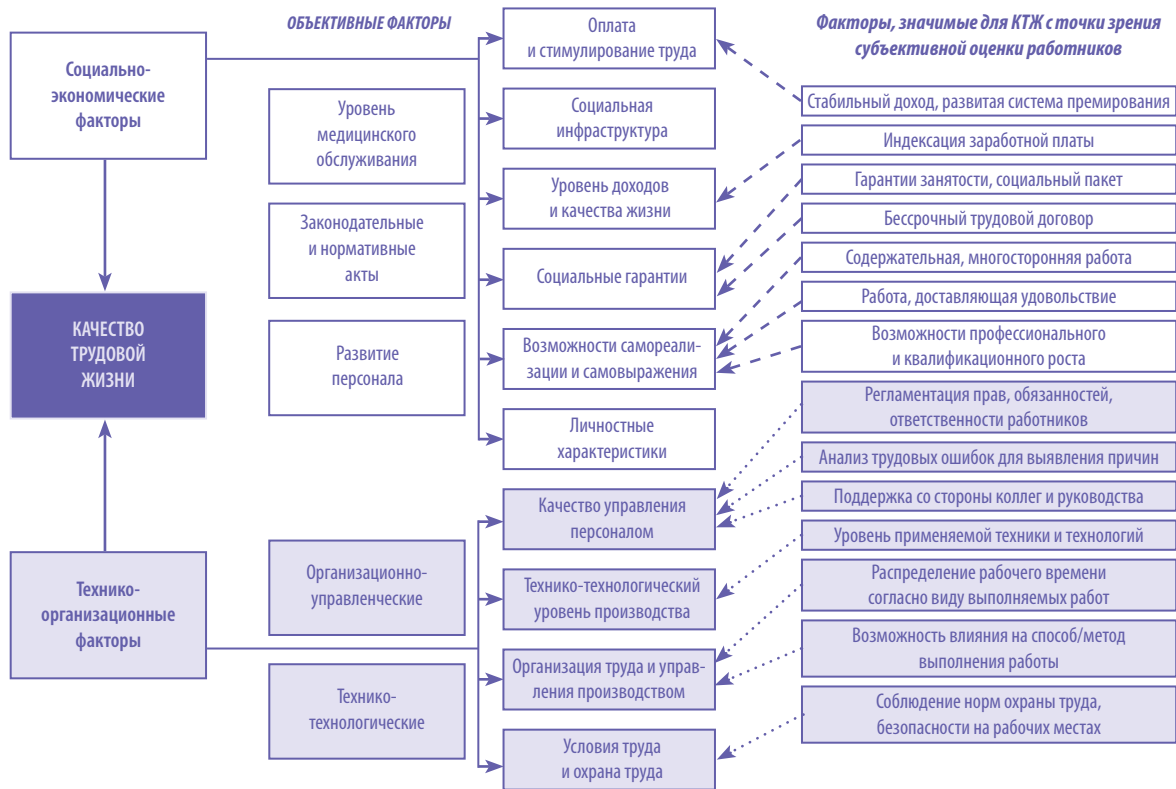 ОБЪЕКТИВНЫЕ ФАКТОРЫ
Факторы, значимые для КТЖ с точки зрения
субъективной оценки работников
Социально-
экономические
факторы
КАЧЕСТВО
ТРУДОВОЙ
ЖИЗНИ
Технико-
организационные
факторы
Уровень
медицинского
обслуживания
Законодательные
и нормативные
акты
Развитие
персонала
Организационно-
управленческие
Технико-
технологические
Оплата
и стимулирование труда
Социальная
инфраструктура
Уровень доходов
и качества жизни
Социальные гарантии
Возможности самореали-
зации и самовыражения
Личностные
характеристики
Качество управления
персоналом
Технико-технологический
уровень производства
Организация труда и управ-
ления производством
Условия труда
и охрана труда
Стабильный доход, развитая система премирования
Индексация заработной платы
Гарантии занятости, социальный пакет
Бессрочный трудовой договор
Содержательная, многосторонняя работа
Работа, доставляющая удовольствие
Возможности профессионального
и квалификационного роста
Регламентация прав, обязанностей,
ответственности работников
Анализ трудовых ошибок для выявления причин
Поддержка со стороны коллег и руководства
Уровень применяемой техники и технологий
Распределение рабочего времени
согласно виду выполняемых работ
Возможность влияния на способ/метод
выполнения работы
Соблюдение норм охраны труда,
безопасности на рабочих местах